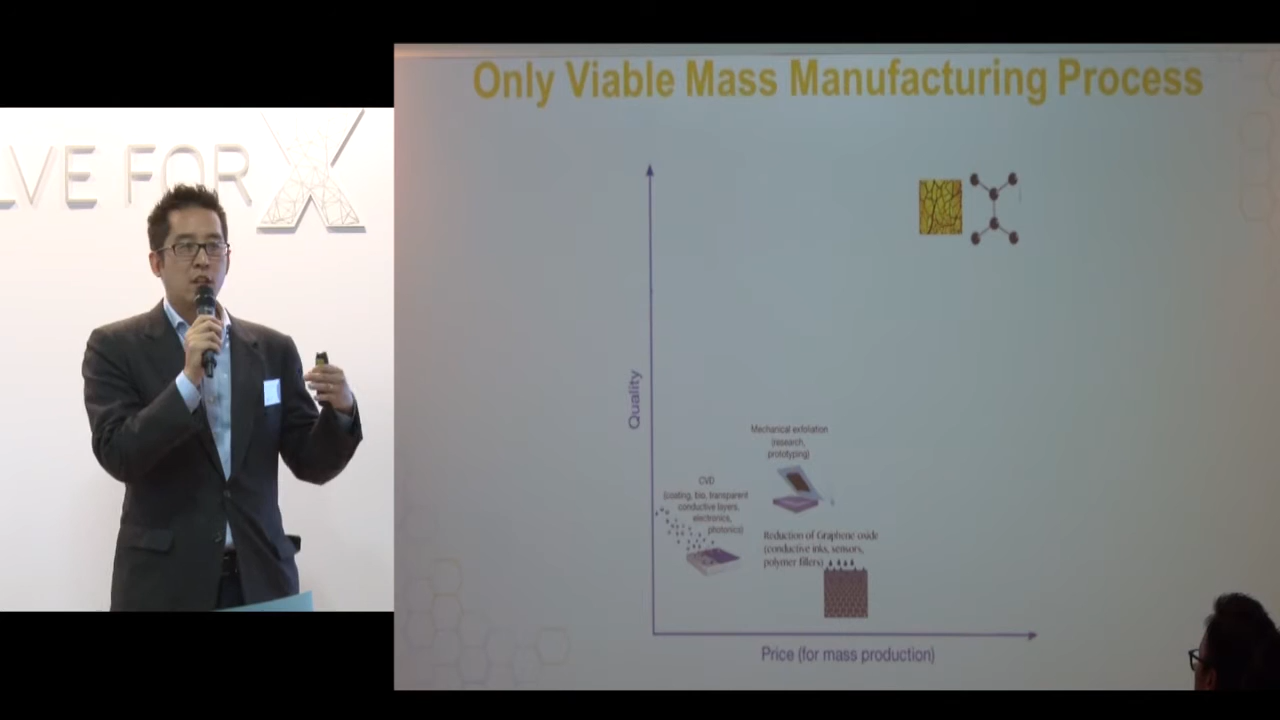 LVE FOR X
Only Viable Mass Manufacturing Process
Quality
Mechanical exfoliation
(research,
prototyping)
CVD
(coating, bio, transparent
conductive layers,
electronics,
photonics)
Reduction of Graphene oxide
(conductive inks, sensors,
polymer fillers)
Price (for mass production)